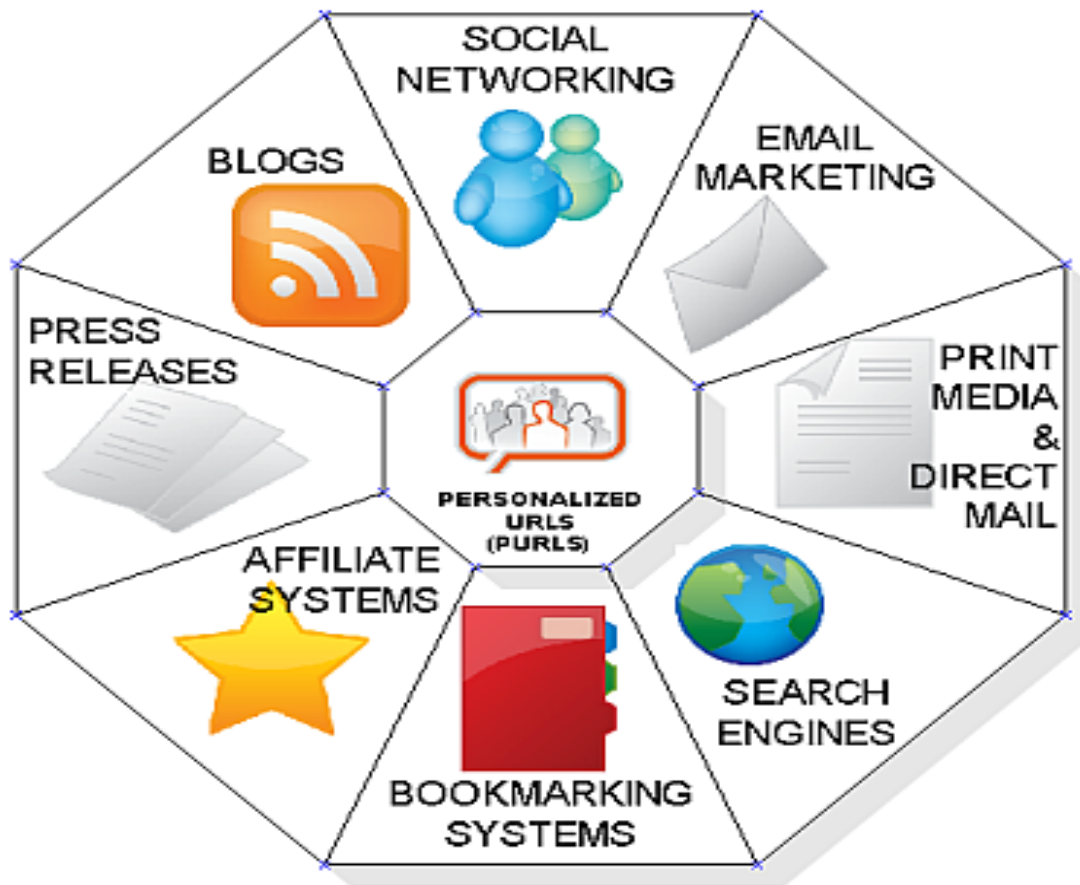 SOCIAL
NETWORKING
EMAIL
MARKETING
PRINT
MEDIA
&
DIRECT
MAIL
SEARCH
ENGINES
BOOKMARKING
SYSTEMS
AFFILIATE
SYSTEMS
PRESS
RELEASES
BLOGS
PERSONALIZED
URLS
(PURLS)